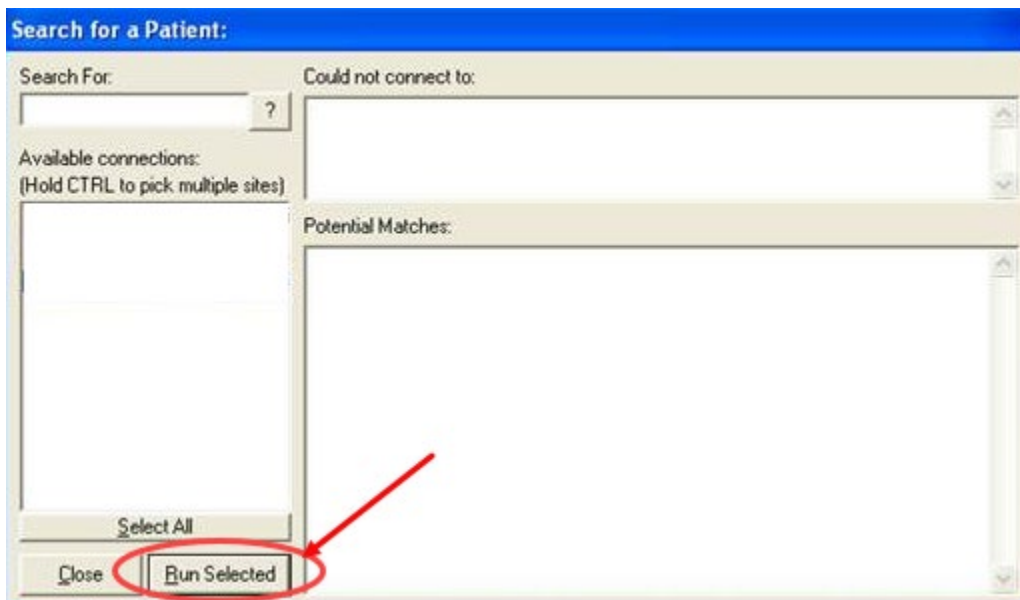 Search for a Patient:
Search For:
?
Available connections:
(Hold CTRL to pick multiple sites)
Select All
Close
Run Selected
Could not connect to:
Potential Matches: